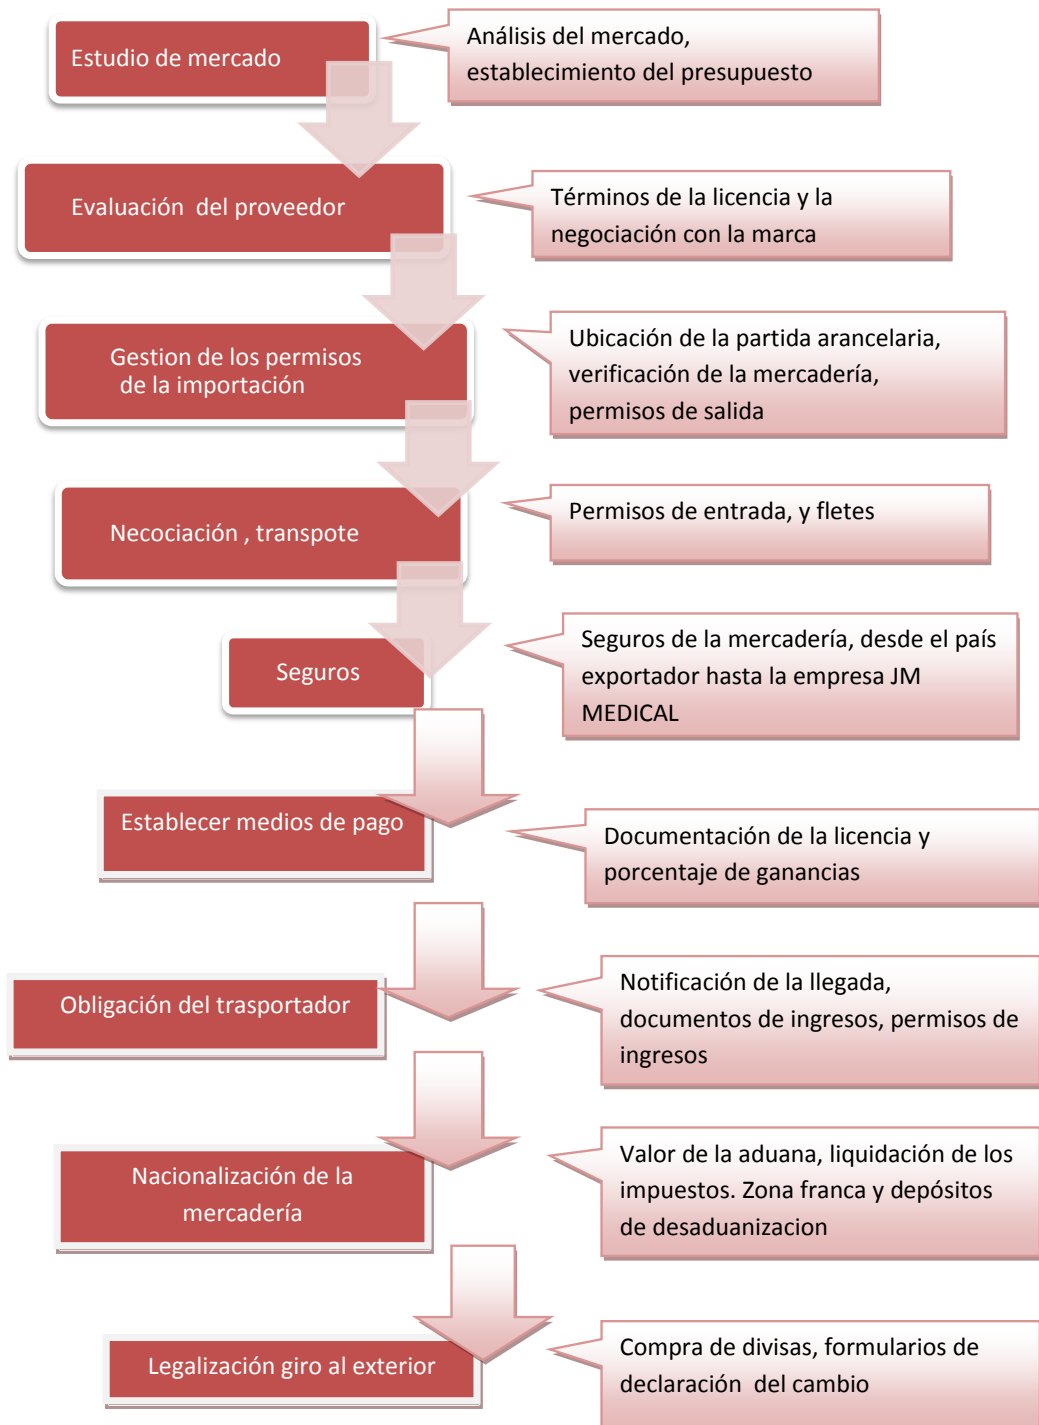 Estudio de mercado
Análisis del mercado,
establecimiento del presupuesto
Evaluación  del proveedor
Términos de la licencia y la
negociación con la marca
Gestion de los permisos
de la importación
Ubicación de la partida arancelaria,
verificación de la mercadería,
permisos de salida
Necociación , transpote
Permisos de entrada, y fletes
Seguros
Seguros de la mercadería, desde el país
exportador hasta la empresa JM
MEDICAL
Establecer medios de pago
Documentación de la licencia y
porcentaje de ganancias
Obligación del trasportador
Notificación de la llegada,
documentos de ingresos, permisos de
ingresos
Nacionalización de la
mercadería
Valor de la aduana, liquidación de los
impuestos. Zona franca y depósitos
de desaduanizacion
Legalización giro al exterior
Compra de divisas, formularios de
declaración  del cambio